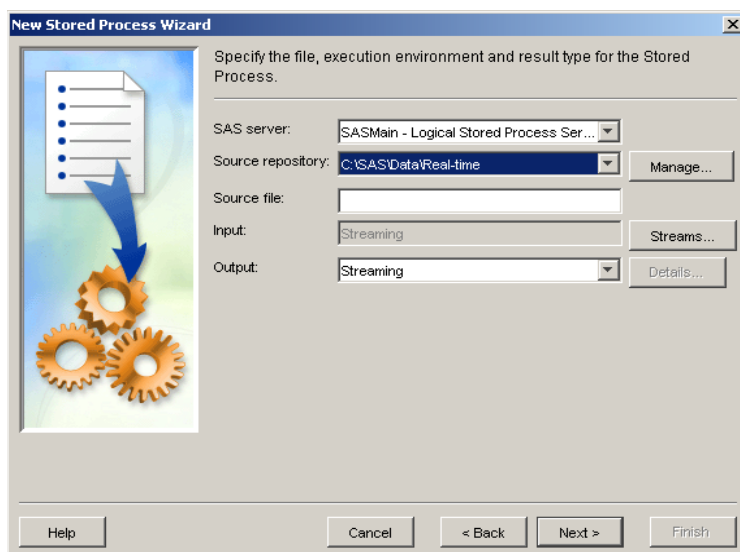 New Stored Process Wizard
Specify the file, execution environment and result type for the Stored
Process.
SAS server:
SASMain - Logical Stored Process Ser...
Source repository:
C:\SAS\Data\Real-time
Manage...
Source file:
Input:
Streaming
Streams...
Output:
Streaming
Details...
Help
Cancel
< Back
Next >
Finish